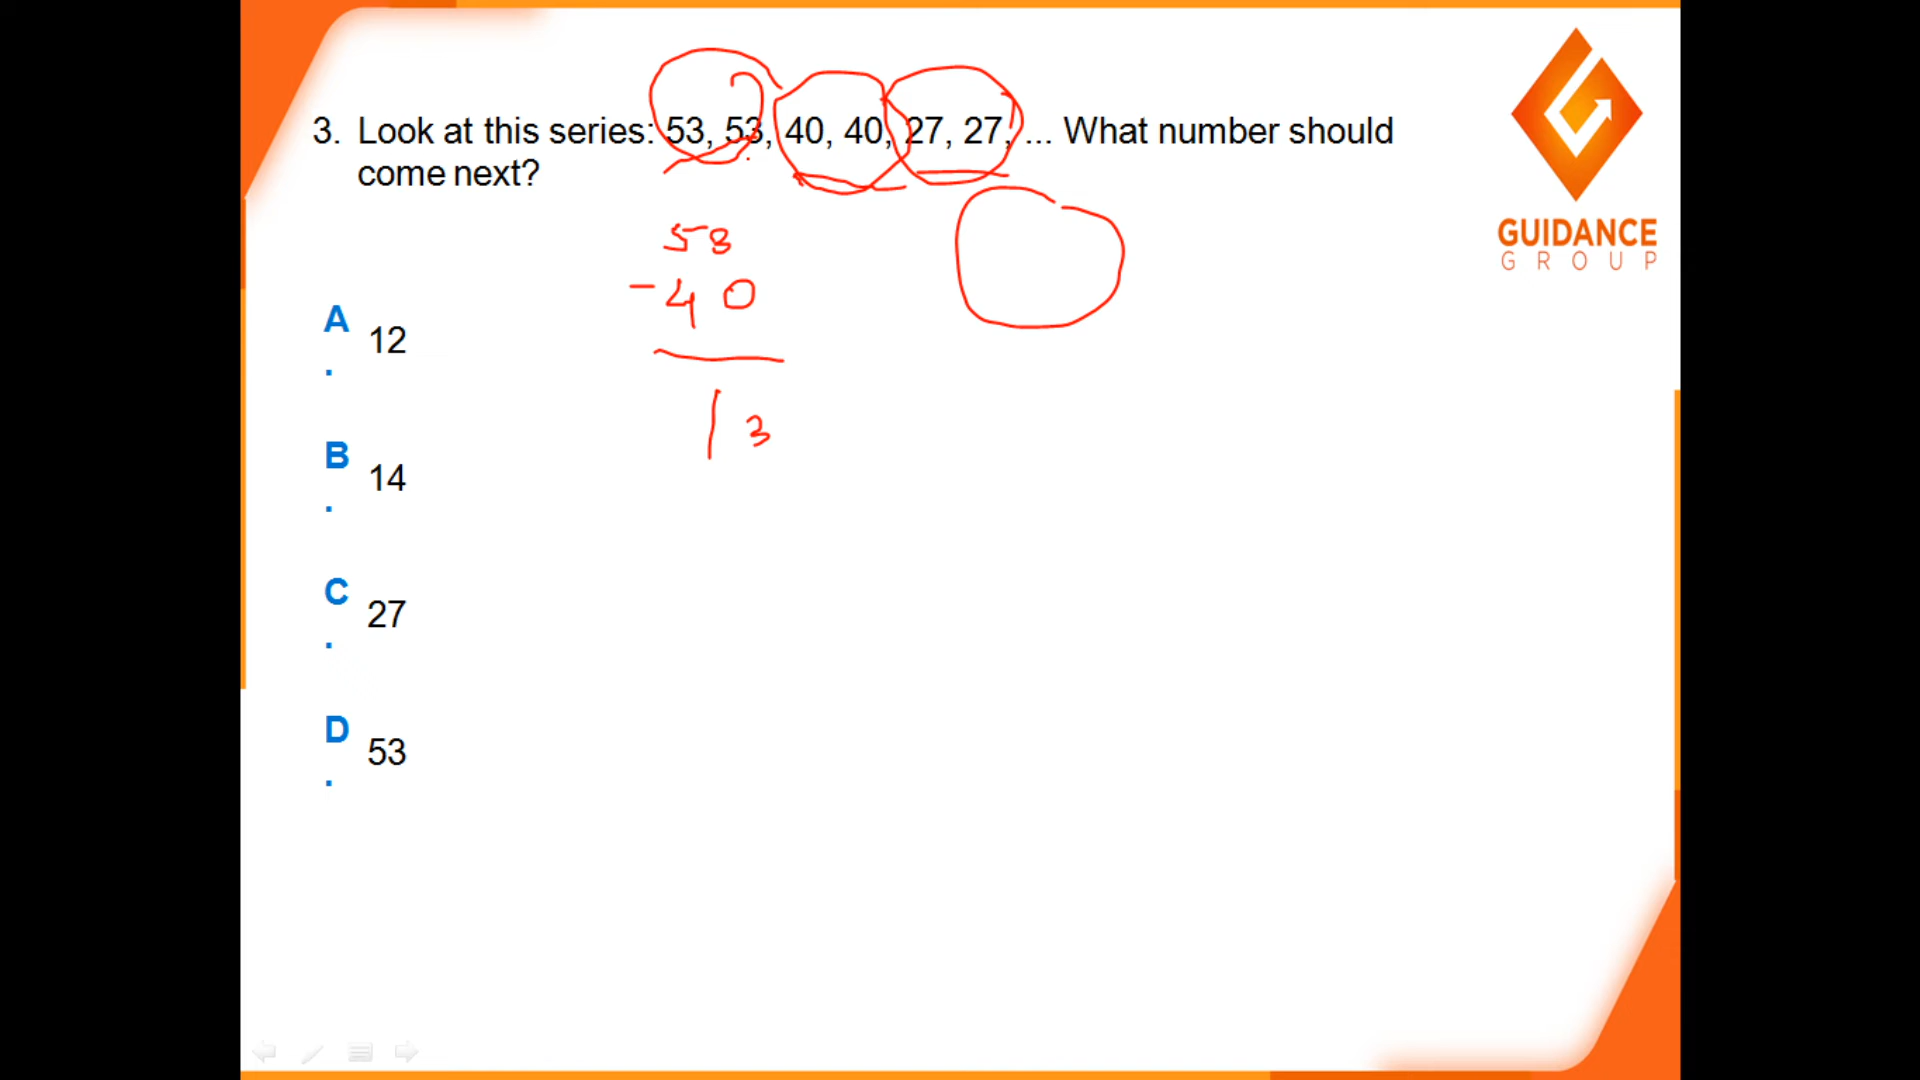 3. Look at this series: 53, 53, 40, 40, 27, 27, ... What number should
come next?
GUIDANCE
GROUP
53
- 40
13
A
.
12
B
.
14
C
.
27
D
.
53